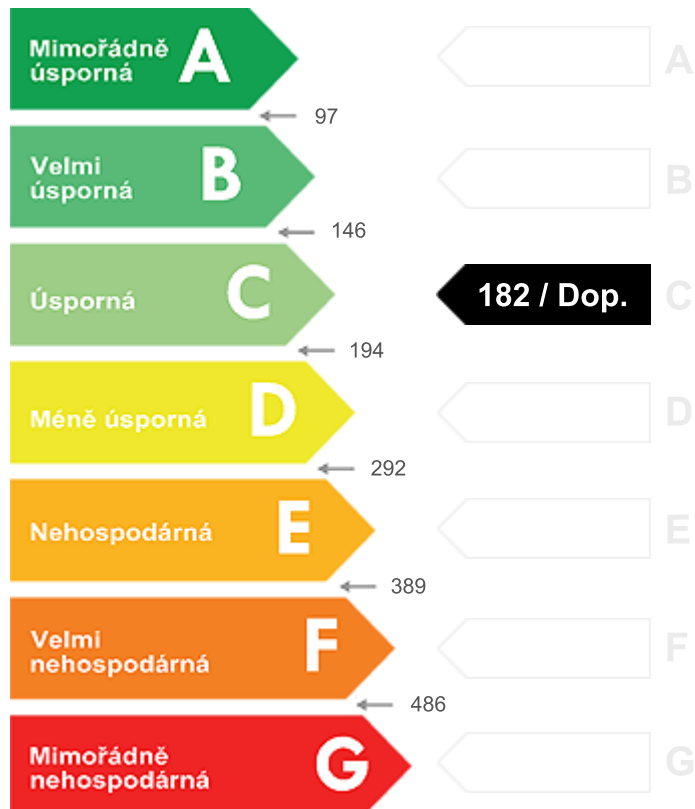 Mimořádně
úsporná
A
A
97
Velmi
úsporná
B
B
146
Úsporná
C
182 / Dop.
C
194
Méně úsporná
D
D
292
Nehospodárná
E
E
389
Velmi
nehospodárná
F
F
486
Mimořádně
nehospodárná
G
G